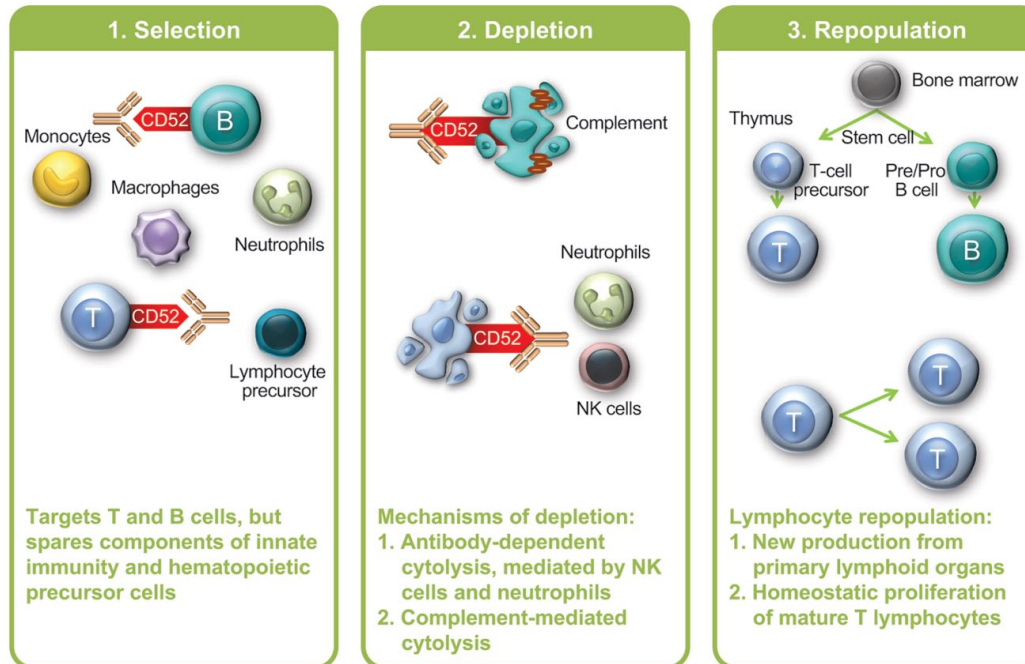 1. Selection
CD52
B
Monocytes
Macrophages
Neutrophils
T
CD52
Lymphocyte
precursor
Targets T and B cells, but
spares components of innate
immunity and hematopoietic
precursor cells
2. Depletion
CD52
Complement
Neutrophils
CD52
NK cells
Mechanisms of depletion:
1. Antibody-dependent
cytolysis, mediated by NK
cells and neutrophils
2. Complement-mediated
cytolysis
3. Repopulation
Bone marrow
Thymus
Stem cell
T-cell
precursor
Pre/Pro
B cell
T
B
T
T
T
Lymphocyte repopulation:
1. New production from
primary lymphoid organs
2. Homeostatic proliferation
of mature T lymphocytes